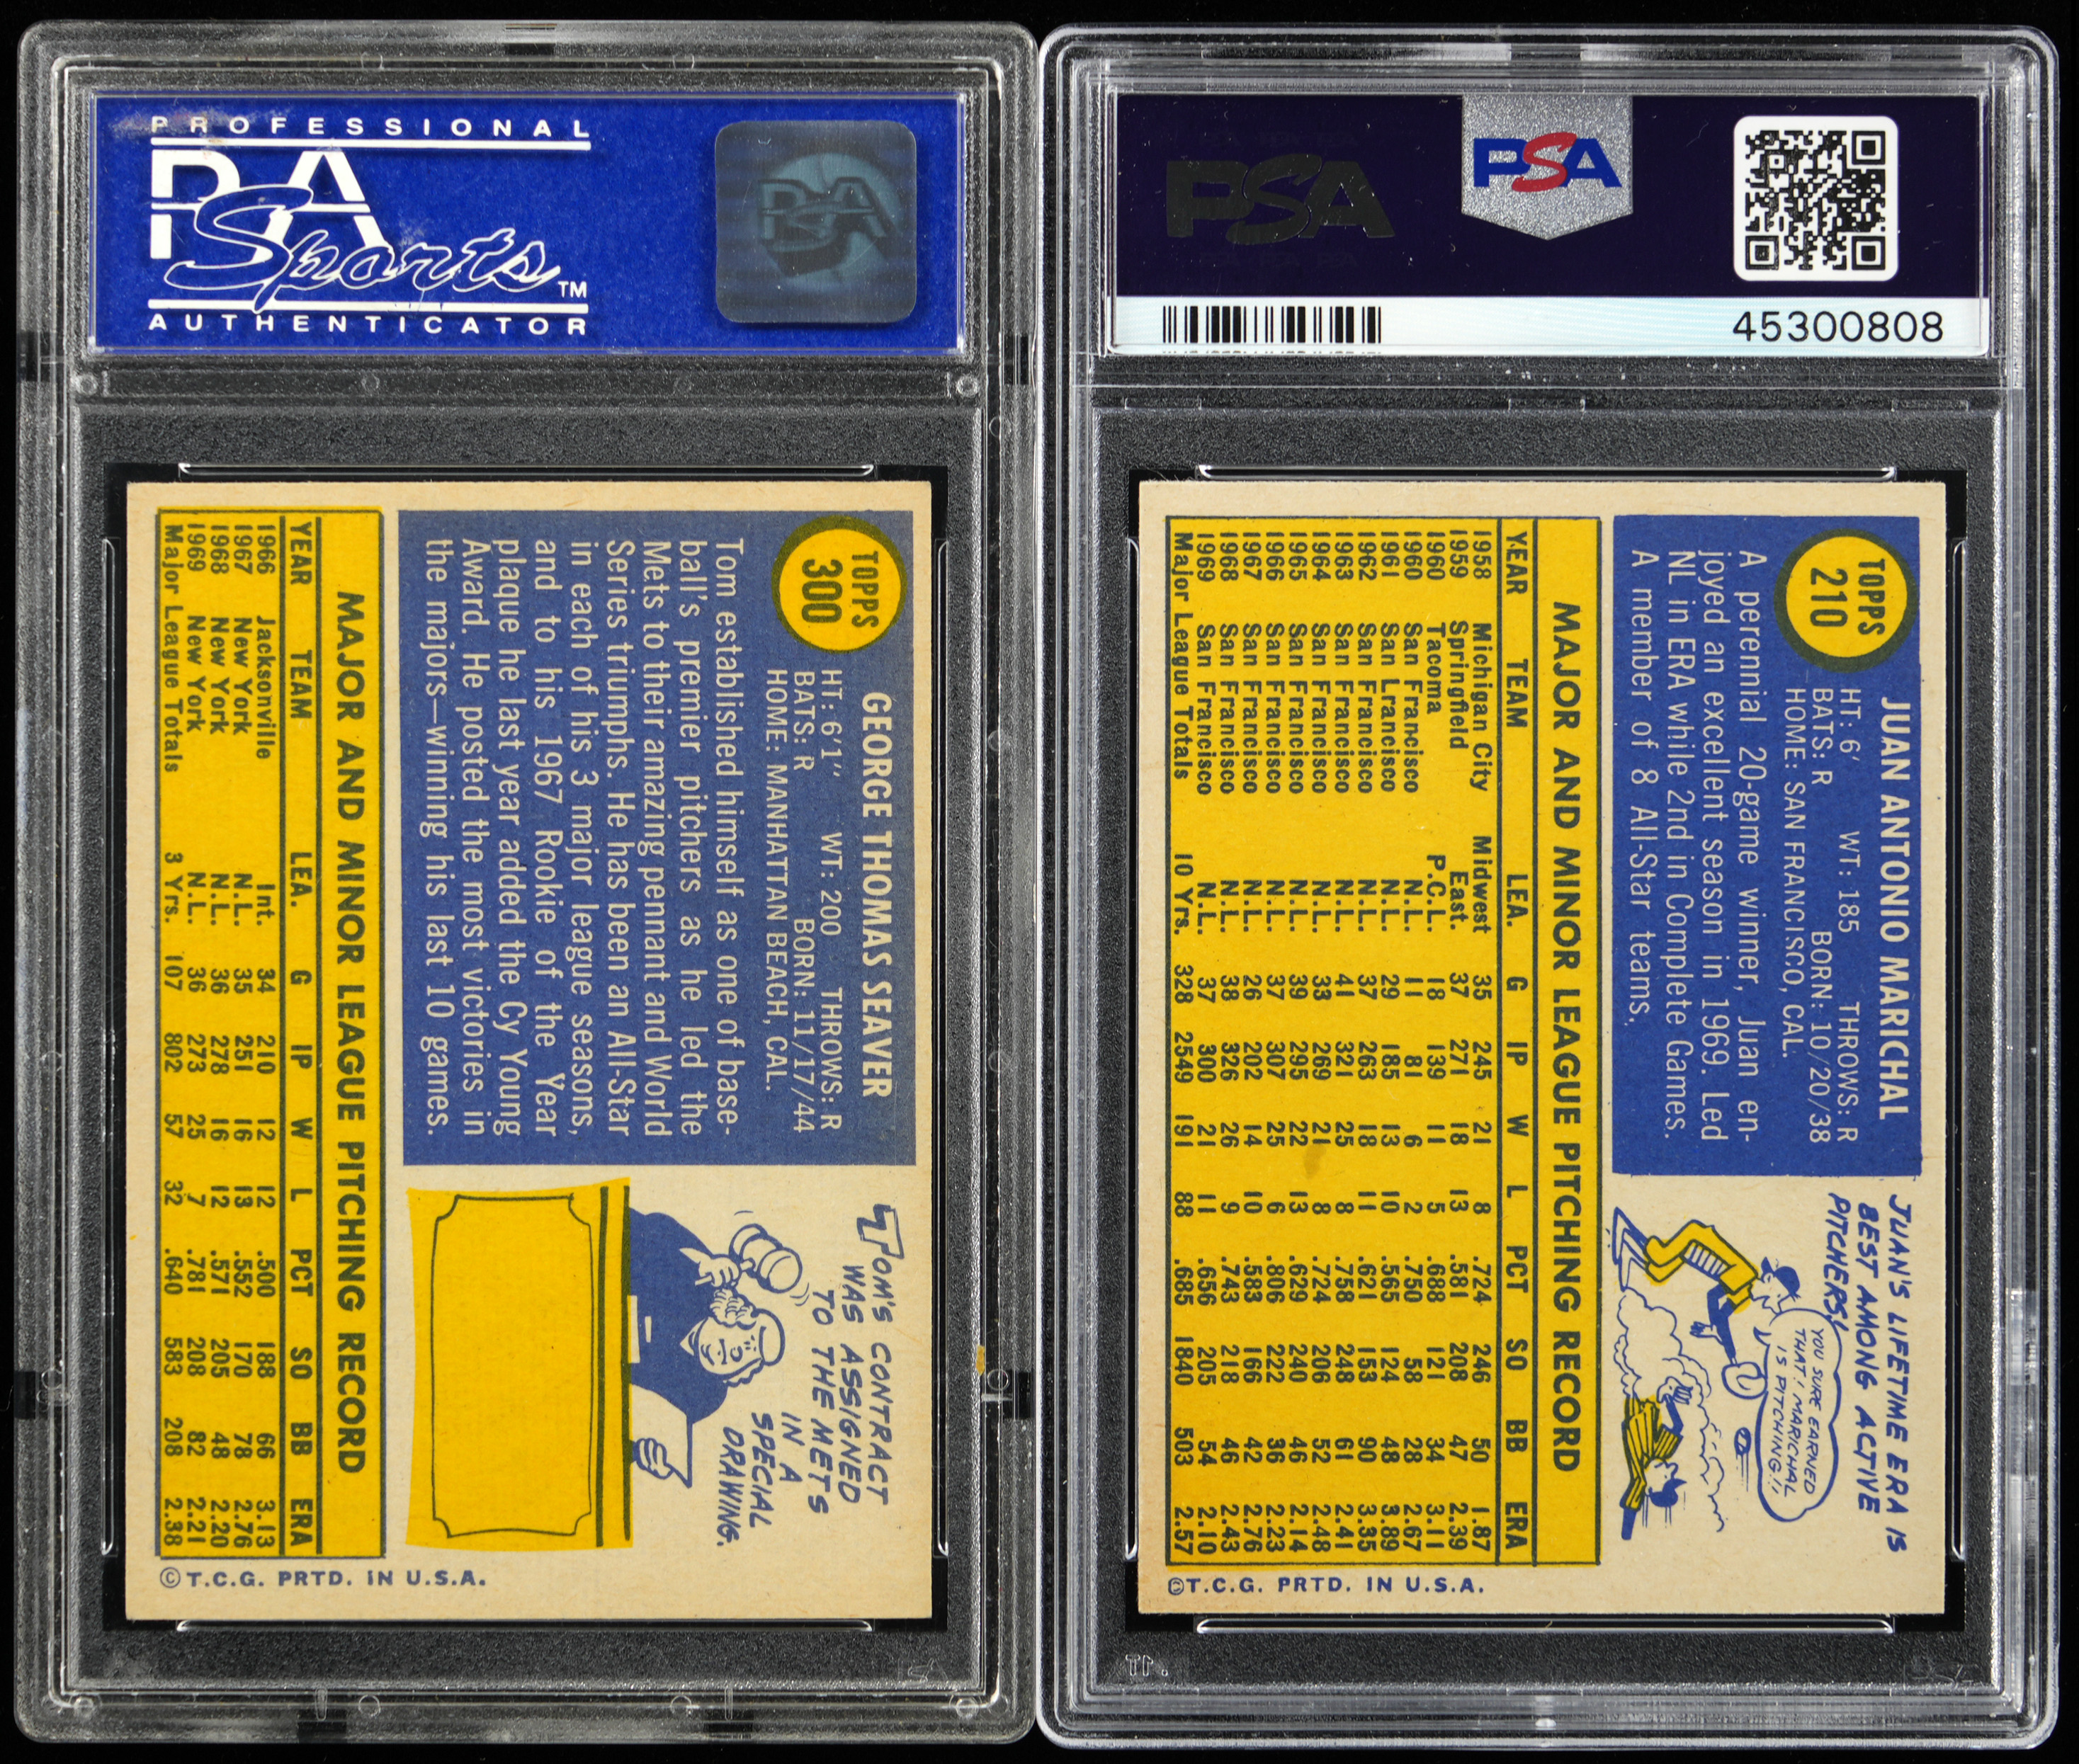 PROFESSIONAL
PSA
Sports™
AUTHENTICATOR
PSA
TOPPS
300
GEORGE THOMAS SEAVER
HT: 6'1" WT: 200 THROWS: R
BATS: R BORN: 11/17/44
HOME: MANHATTAN BEACH, CAL.
Tom established himself as one of base-
ball's premier pitchers as he led the
Mets to their amazing pennant and World
Series triumphs. He has been an All-Star
in each of his 3 major league seasons,
and to his 1967 Rookie of the Year
plaque he last year added the Cy Young
Award. He posted the most victories in
the majors—winning his last 10 games.
TOM'S CONTRACT
WAS ASSIGNED
TO THE METS
IN A
SPECIAL
DRAWING.
MAJOR AND MINOR LEAGUE PITCHING RECORD
YEAR TEAM LEA. G IP W L PCT SO BB ERA
1966 Jacksonville Int. 34 210 12 12 .500 188 66 3.13
1967 New York N.L. 35 251 16 13 .552 170 78 2.76
1968 New York N.L. 36 278 16 12 .571 205 48 2.20
1969 New York N.L. 36 273 25 7 .781 208 82 2.21
Major League Totals 3 Yrs. 107 802 57 32 .640 583 208 2.38
©T.C.G. PRTD. IN U.S.A.
PSA
PSA
45300808
TOPPS
210
JUAN ANTONIO MARICHAL
HT: 6' WT: 185 THROWS: R
BATS: R BORN: 10/20/38
HOME: SAN FRANCISCO, CAL.
A perennial 20-game winner, Juan en-
joyed an excellent season in 1969. Led
NL in ERA while 2nd in Complete Games.
A member of 8 All-Star teams.
JUAN'S LIFETIME ERA IS
BEST AMONG ACTIVE
PITCHERS!
YOU SURE EARNED
THAT! MARICHAL
IS PITCHING!!
MAJOR AND MINOR LEAGUE PITCHING RECORD
YEAR TEAM LEA. G IP W L PCT SO BB ERA
1958 Michigan City Midwest 35 245 21 8 .724 246 50 1.87
1959 Springfield East. 37 271 18 13 .581 208 47 2.39
1960 Tacoma P.C.L. 18 139 11 5 .688 121 34 3.11
1960 San Francisco N.L. 11 81 6 2 .750 58 28 2.67
1961 San Francisco N.L. 29 185 13 10 .565 124 48 3.89
1962 San Francisco N.L. 37 263 18 11 .621 153 90 3.35
1963 San Francisco N.L. 41 321 25 8 .758 248 61 2.41
1964 San Francisco N.L. 33 269 21 8 .724 206 52 2.48
1965 San Francisco N.L. 39 295 22 13 .629 240 46 2.14
1966 San Francisco N.L. 37 307 25 6 .806 222 36 2.23
1967 San Francisco N.L. 26 202 14 10 .583 166 42 2.76
1968 San Francisco N.L. 38 326 26 9 .743 218 46 2.43
1969 San Francisco N.L. 37 300 21 11 .656 205 54 2.10
Major League Totals 10 Yrs. 328 2549 191 88 .685 1840 503 2.57
©T.C.G. PRTD. IN U.S.A.